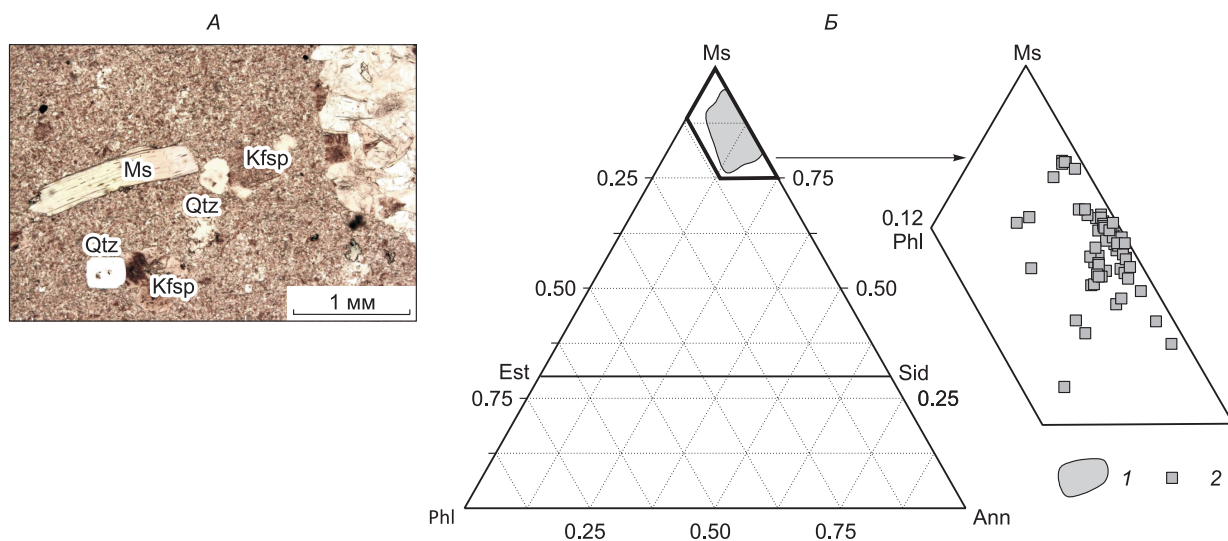 А
Ms
Kfsp
Qtz
Qtz
Kfsp
1 мм
Б
Ms
0.25
0.75
0.50
0.50
Est
Sid
0.75
0.25
Phl
Ann
0.25
0.50
0.75
Ms
0.12
Phl
1
2